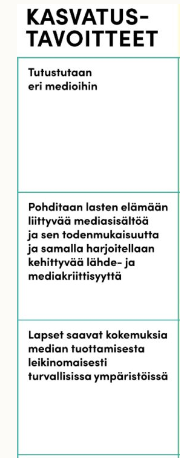 KASVATUS-
TAVOITTEET
Tutustutaan
eri medioihin
Pohditaan lasten elämään
liittyvää mediasisältöä
ja sen todenmukaisuutta
ja samalla harjoitellaan
kehittyvää lähde- ja
mediakriittisyyttä
Lapset saavat kokemuksia
median tuottamisesta
leikinomaisesti
turvallisissa ympäristöissä